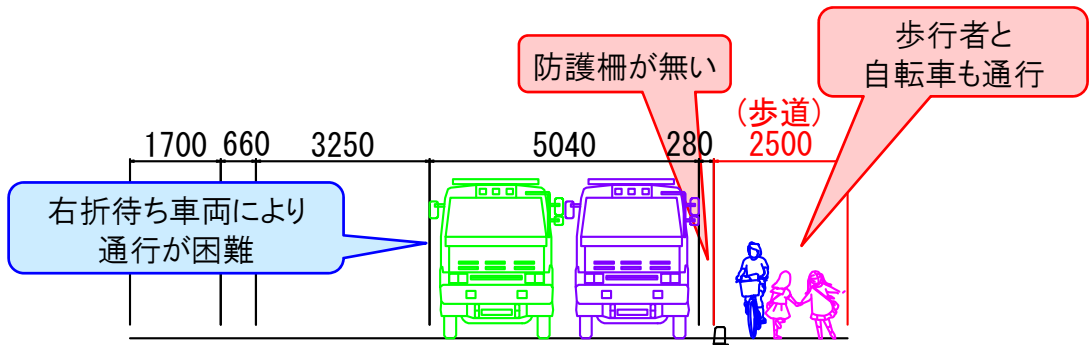 歩行者と
自転車も通行
防護柵が無い
(歩道)
1700 660 3250 5040 280 2500
右折待ち車両により
通行が困難